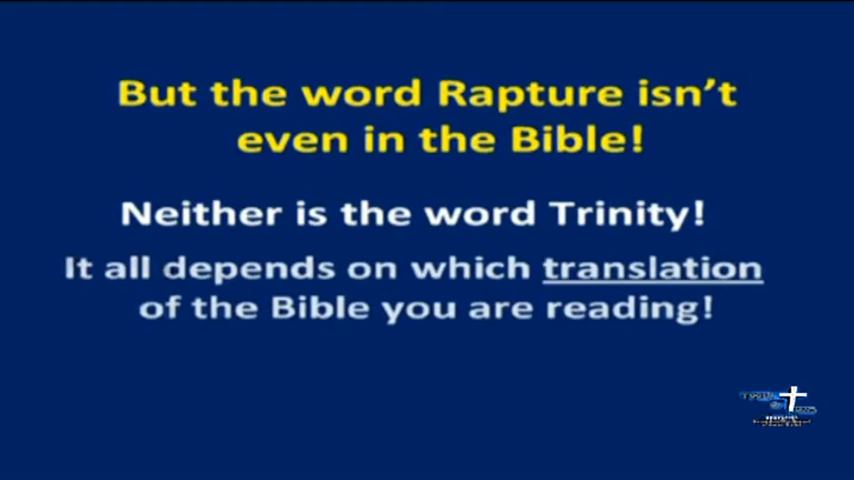 But the word Rapture isn't
even in the Bible!
Neither is the word Trinity!
It all depends on which translation
of the Bible you are reading!